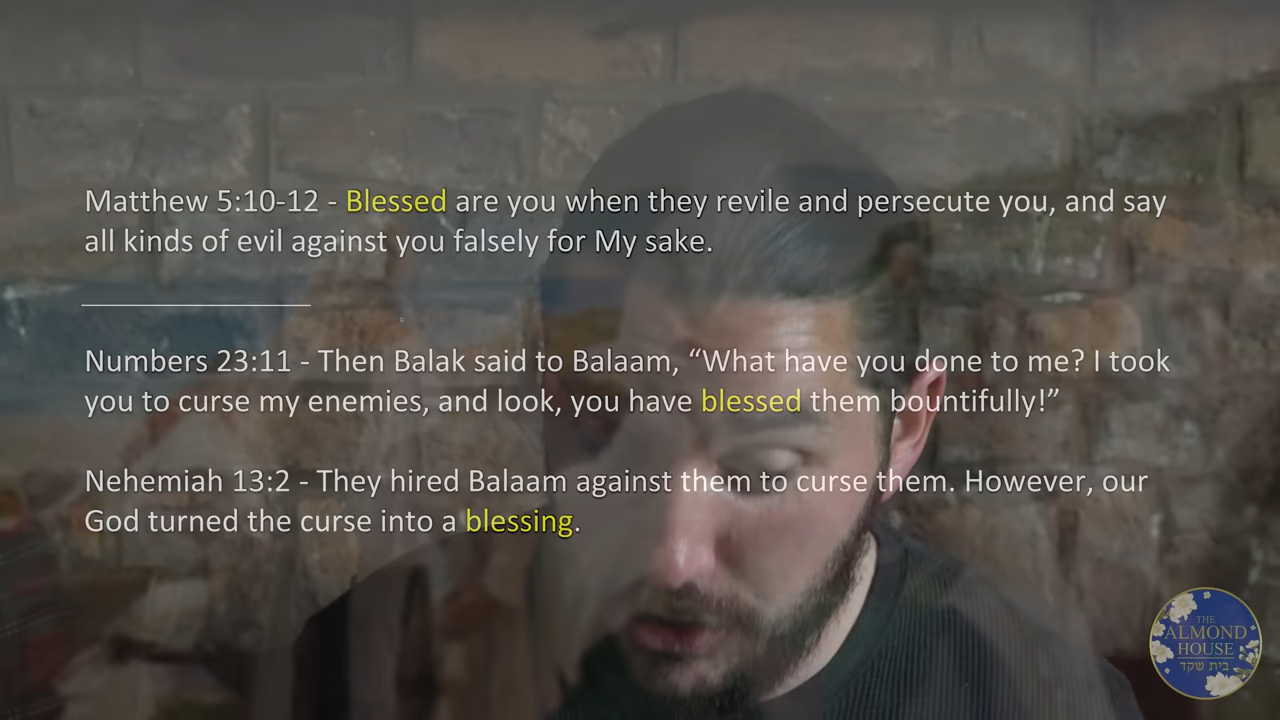 Matthew 5:10-12 - Blessed are you when they revile and persecute you, and say
all kinds of evil against you falsely for My sake.
Numbers 23:11 - Then Balak said to Balaam, “What have you done to me? I took
you to curse my enemies, and look, you have blessed them bountifully!”
Nehemiah 13:2 - They hired Balaam against them to curse them. However, our
God turned the curse into a blessing.
THE
ALMOND
HOUSE
בית שקד